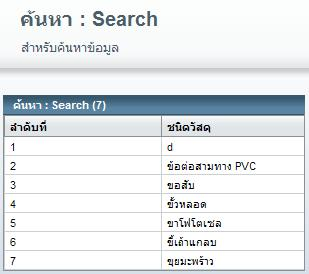 ค้นหา : Search
สำหรับค้นหาข้อมูล
ค้นหา : Search (7)
ลำดับที่ ชนิดวัสดุ
1 d
2 ข้อต่อสามทาง PVC
3 ขอสับ
4 ขั้วหลอด
5 ขาโฟโตเซล
6 ขี้เถ้าแกลบ
7 ขุยมะพร้าว